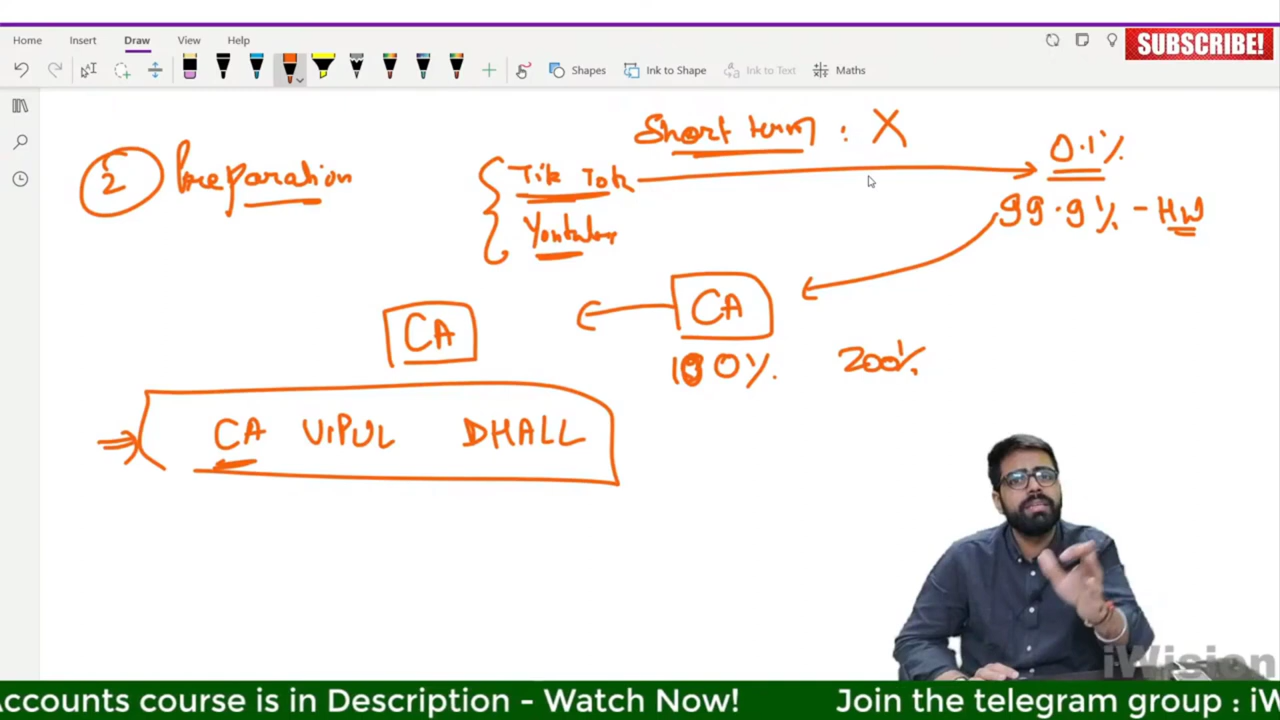 Home Insert Draw View Help
SUBSCRIBE!
Shapes Ink to Shape Ink to Text Maths
Short term : X
2 Preparation
Tik Tok
0.1%
Youtuber
99.9% - HW
CA
CA
100% 200%
CA ViPUL DHALL
iWision
Accounts course is in Description - Watch Now! Join the telegram group : iW